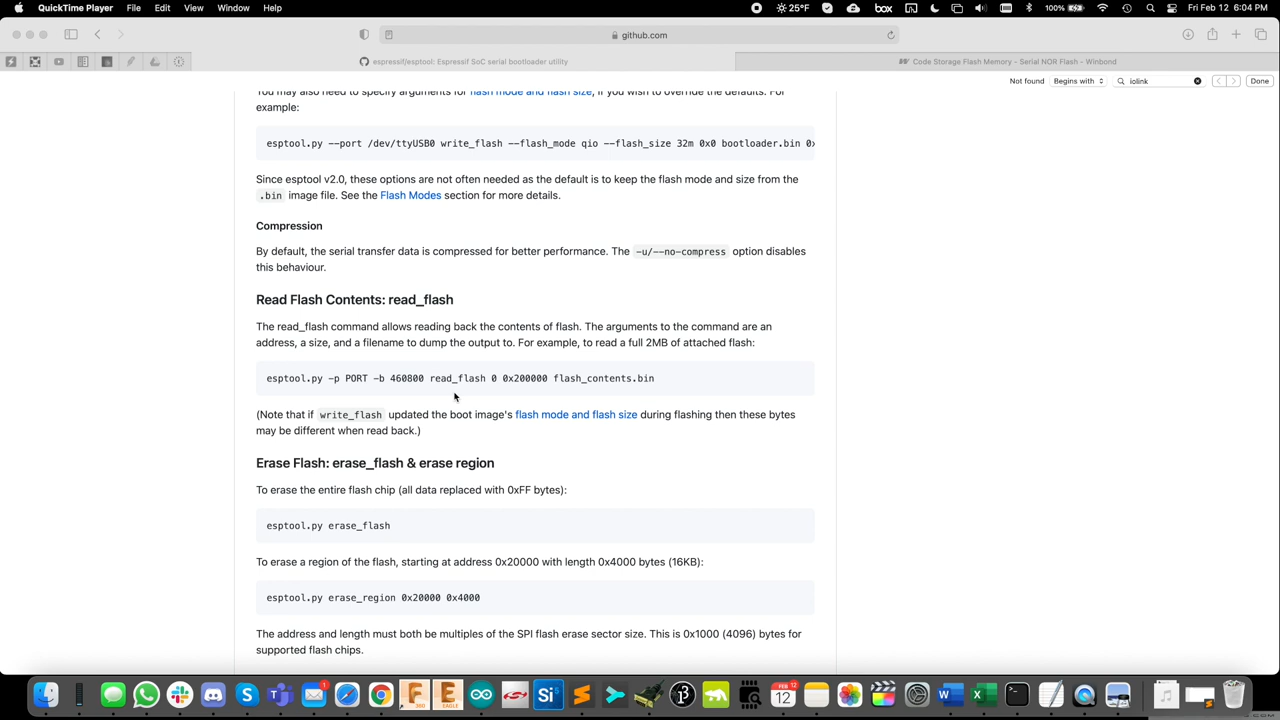 QuickTime Player File Edit View Window Help
25°F
box
100%
Fri Feb 12 6:04 PM
github.com
espressif/esptool: Espressif SoC serial bootloader utility
Code Storage Flash Memory - Serial NOR Flash - Winbond
Not found Begins with iolink Done
You may also need to specify arguments for flash mode and flash size, if you wish to override the defaults. For
example:
esptool.py --port /dev/ttyUSB0 write_flash --flash_mode qio --flash_size 32m 0x0 bootloader.bin 0x
Since esptool v2.0, these options are not often needed as the default is to keep the flash mode and size from the
.bin image file. See the Flash Modes section for more details.
Compression
By default, the serial transfer data is compressed for better performance. The -u/--no-compress option disables
this behaviour.
Read Flash Contents: read_flash
The read_flash command allows reading back the contents of flash. The arguments to the command are an
address, a size, and a filename to dump the output to. For example, to read a full 2MB of attached flash:
esptool.py -p PORT -b 460800 read_flash 0 0x200000 flash_contents.bin
(Note that if write_flash updated the boot image's flash mode and flash size during flashing then these bytes
may be different when read back.)
Erase Flash: erase_flash & erase region
To erase the entire flash chip (all data replaced with 0xFF bytes):
esptool.py erase_flash
To erase a region of the flash, starting at address 0x20000 with length 0x4000 bytes (16KB):
esptool.py erase_region 0x20000 0x4000
The address and length must both be multiples of the SPI flash erase sector size. This is 0x1000 (4096) bytes for
supported flash chips.